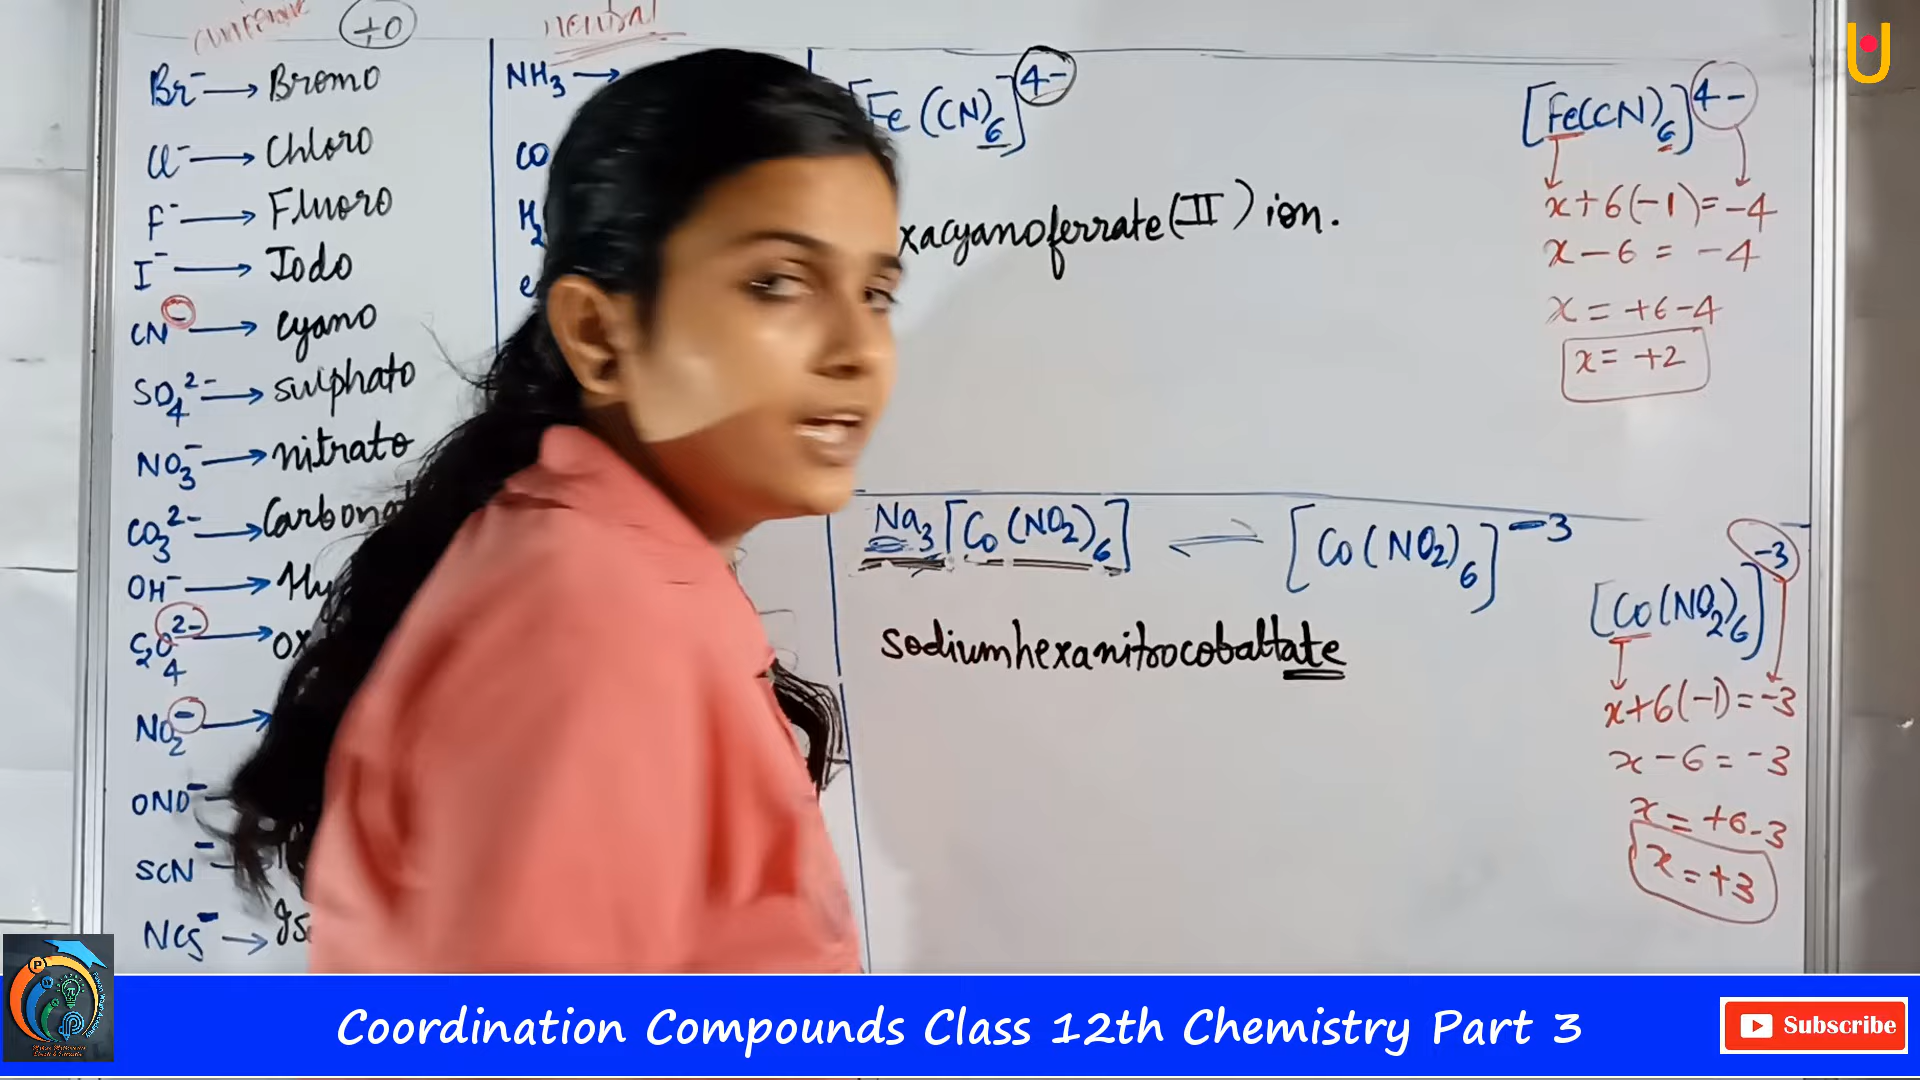 +0
neutral
Br⁻ → Bromo
Cl⁻ → Chloro
F⁻ → Fluoro
I⁻ → Iodo
CN⁻ → cyano
SO₄²⁻ → sulphato
NO₃⁻ → nitrato
CO₃²⁻ → Carbona
OH⁻ → Hy
C₂O₄²⁻ → ox
NO₂⁻ →
ONO⁻
SCN⁻
NCS⁻ → Is
NH₃ →
CO
H₂
e
[Fe(CN)₆]⁴⁻
xacyanoferrate(II) ion.
[Fe(CN)₆]⁴⁻
x+6(-1)=-4
x-6=-4
x=+6-4
x=+2
Na₃[Co(NO₂)₆] ⇌ [Co(NO₂)₆]⁻³
sodiumhexanitrocobaltate
[Co(NO₂)₆]⁻³
x+6(-1)=-3
x-6=-3
x=+6-3
x=+3
Coordination Compounds Class 12th Chemistry Part 3
Subscribe